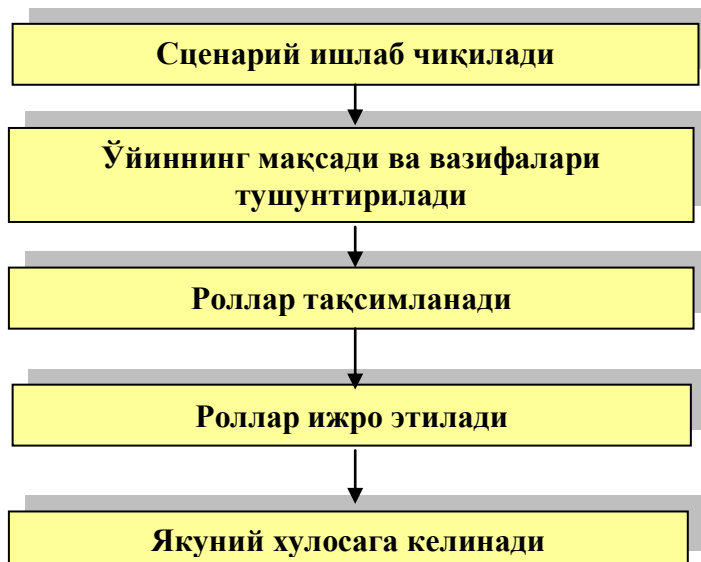 Сценарий ишлаб чиқилади
Ўйиннинг мақсади ва вазифалари
тушунтирилади
Роллар тақсимланади
Роллар ижро этилади
Якуний хулосага келинади